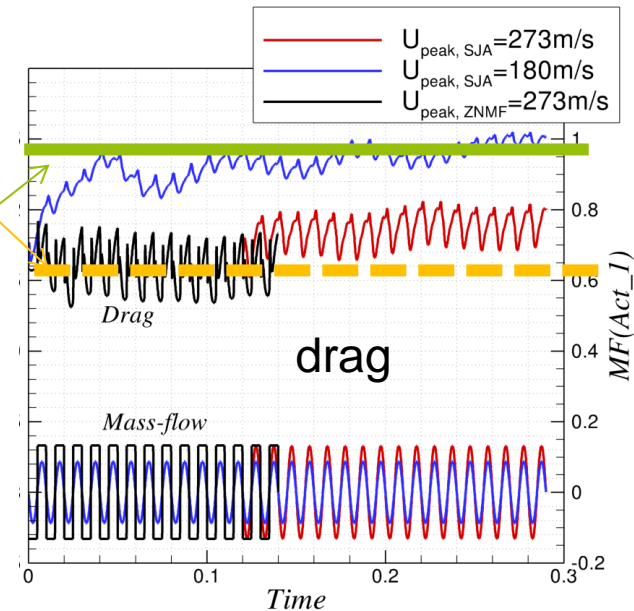 U_peak, SJA=273m/s
U_peak, SJA=180m/s
U_peak, ZNMF=273m/s
1
0.8
0.6
0.4
0.2
0
-0.2
MF(Act_1)
Drag
drag
Mass-flow
0
0.1
0.2
0.3
Time